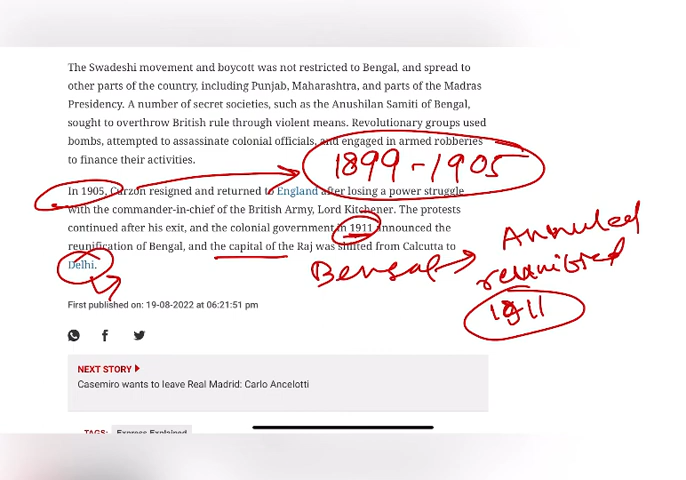 The Swadeshi movement and boycott was not restricted to Bengal, and spread to
other parts of the country, including Punjab, Maharashtra, and parts of the Madras
Presidency. A number of secret societies, such as the Anushilan Samiti of Bengal,
sought to overthrow British rule through violent means. Revolutionary groups used
bombs, attempted to assassinate colonial officials, and engaged in armed robberies
to finance their activities.
1899-1905
In 1905, Curzon resigned and returned to England after losing a power struggle
with the commander-in-chief of the British Army, Lord Kitchener. The protests
continued after his exit, and the colonial government in 1911 announced the
reunification of Bengal, and the capital of the Raj was shifted from Calcutta to
Delhi.
Bengal → Annulled
reunited
1911
First published on: 19-08-2022 at 06:21:51 pm
NEXT STORY
Casemiro wants to leave Real Madrid: Carlo Ancelotti
TAGS: Express Explained